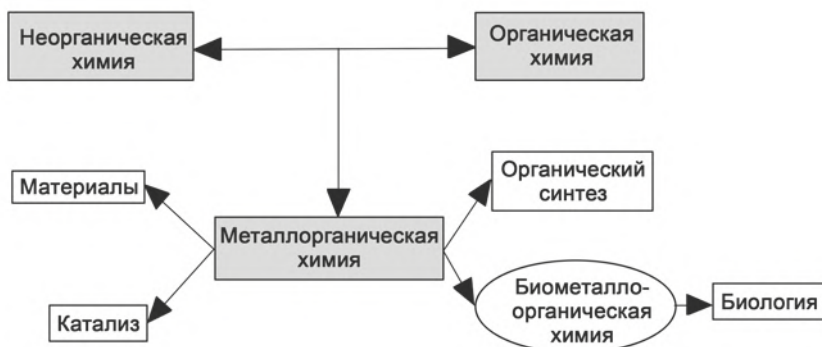 Неорганическая
химия
Органическая
химия
Материалы
Органический
синтез
Металлорганическая
химия
Катализ
Биометалло-
органическая
химия
Биология